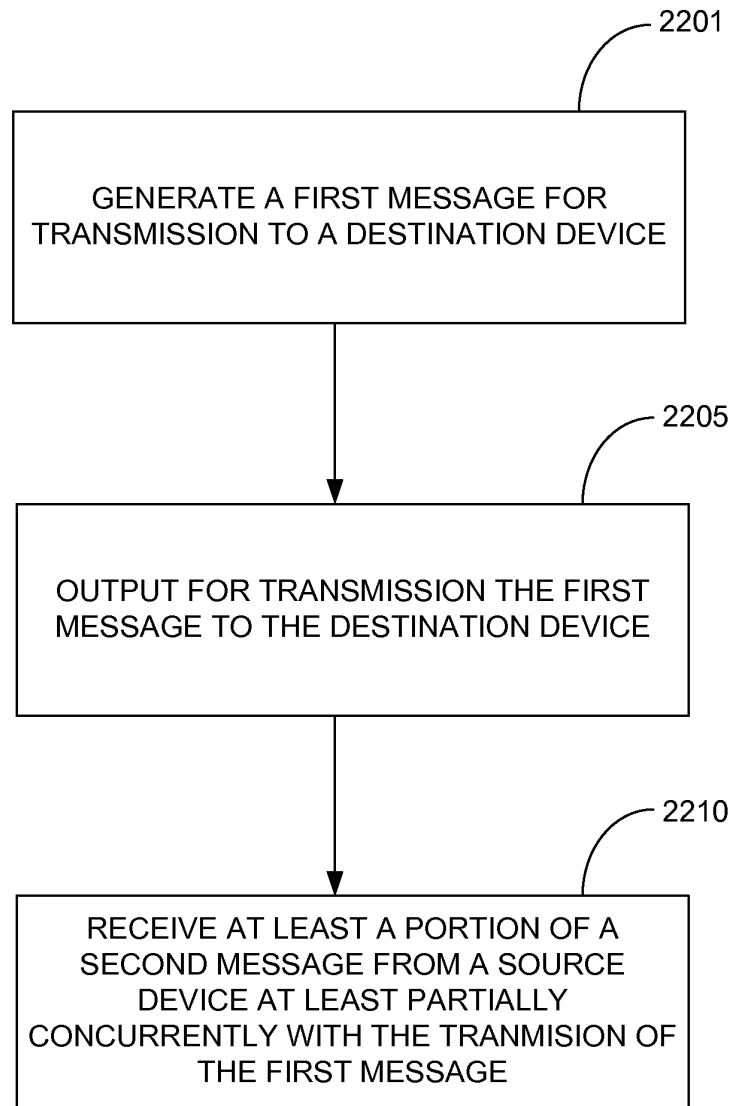 2201
GENERATE A FIRST MESSAGE FOR
TRANSMISSION TO A DESTINATION DEVICE
2205
OUTPUT FOR TRANSMISSION THE FIRST
MESSAGE TO THE DESTINATION DEVICE
2210
RECEIVE AT LEAST A PORTION OF A
SECOND MESSAGE FROM A SOURCE
DEVICE AT LEAST PARTIALLY
CONCURRENTLY WITH THE TRANMISION OF
THE FIRST MESSAGE